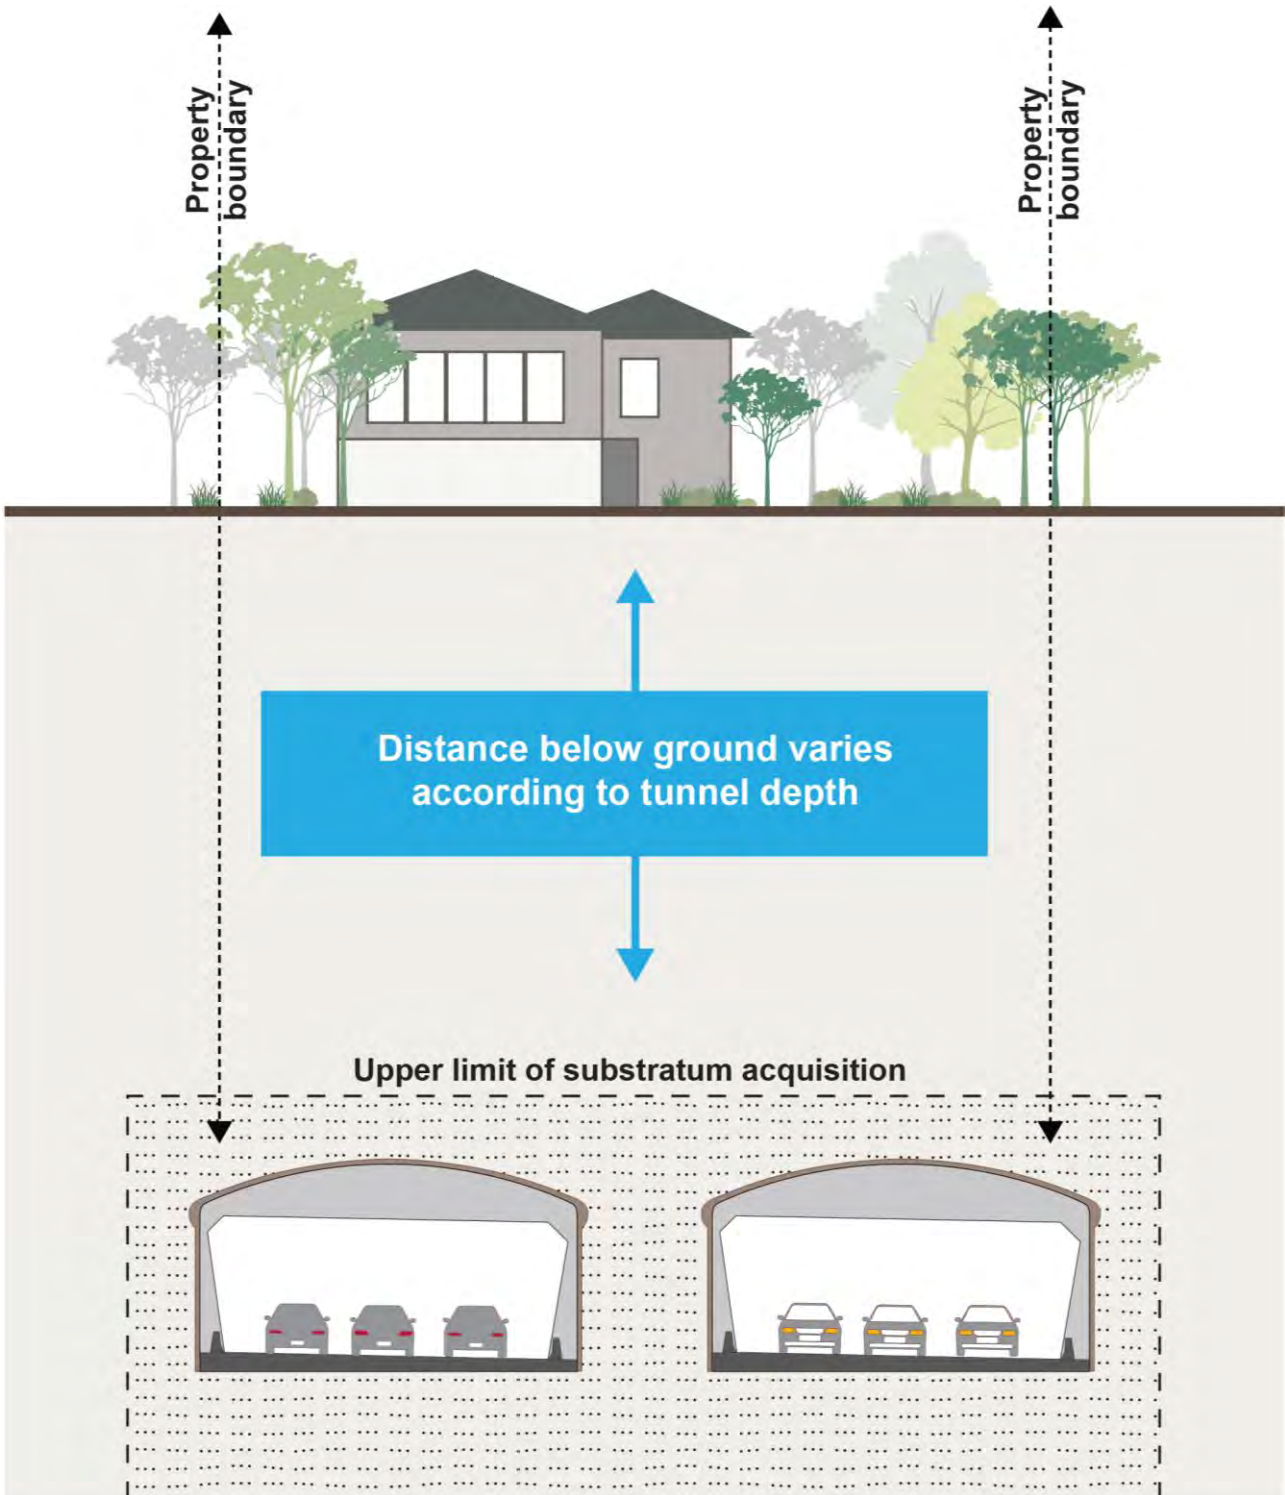 Property
boundary
Property
boundary
Distance below ground varies
according to tunnel depth
Upper limit of substratum acquisition